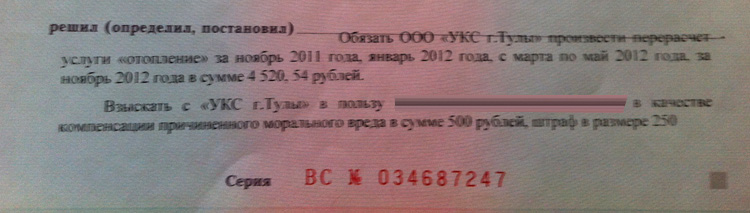 решил (определил, постановил)
Обязать ООО «УКС г.Тулы» произвести перерасчет
услуги «отопление» за ноябрь 2011 года, январь 2012 года, с марта по май 2012 года, за
ноябрь 2012 года в сумме 4 520, 54 рублей.
Взыскать с «УКС г.Тулы» в пользу в качестве
компенсации причиненного морального вреда в сумме 500 рублей, штраф в размере 250
Серия ВС № 034687247